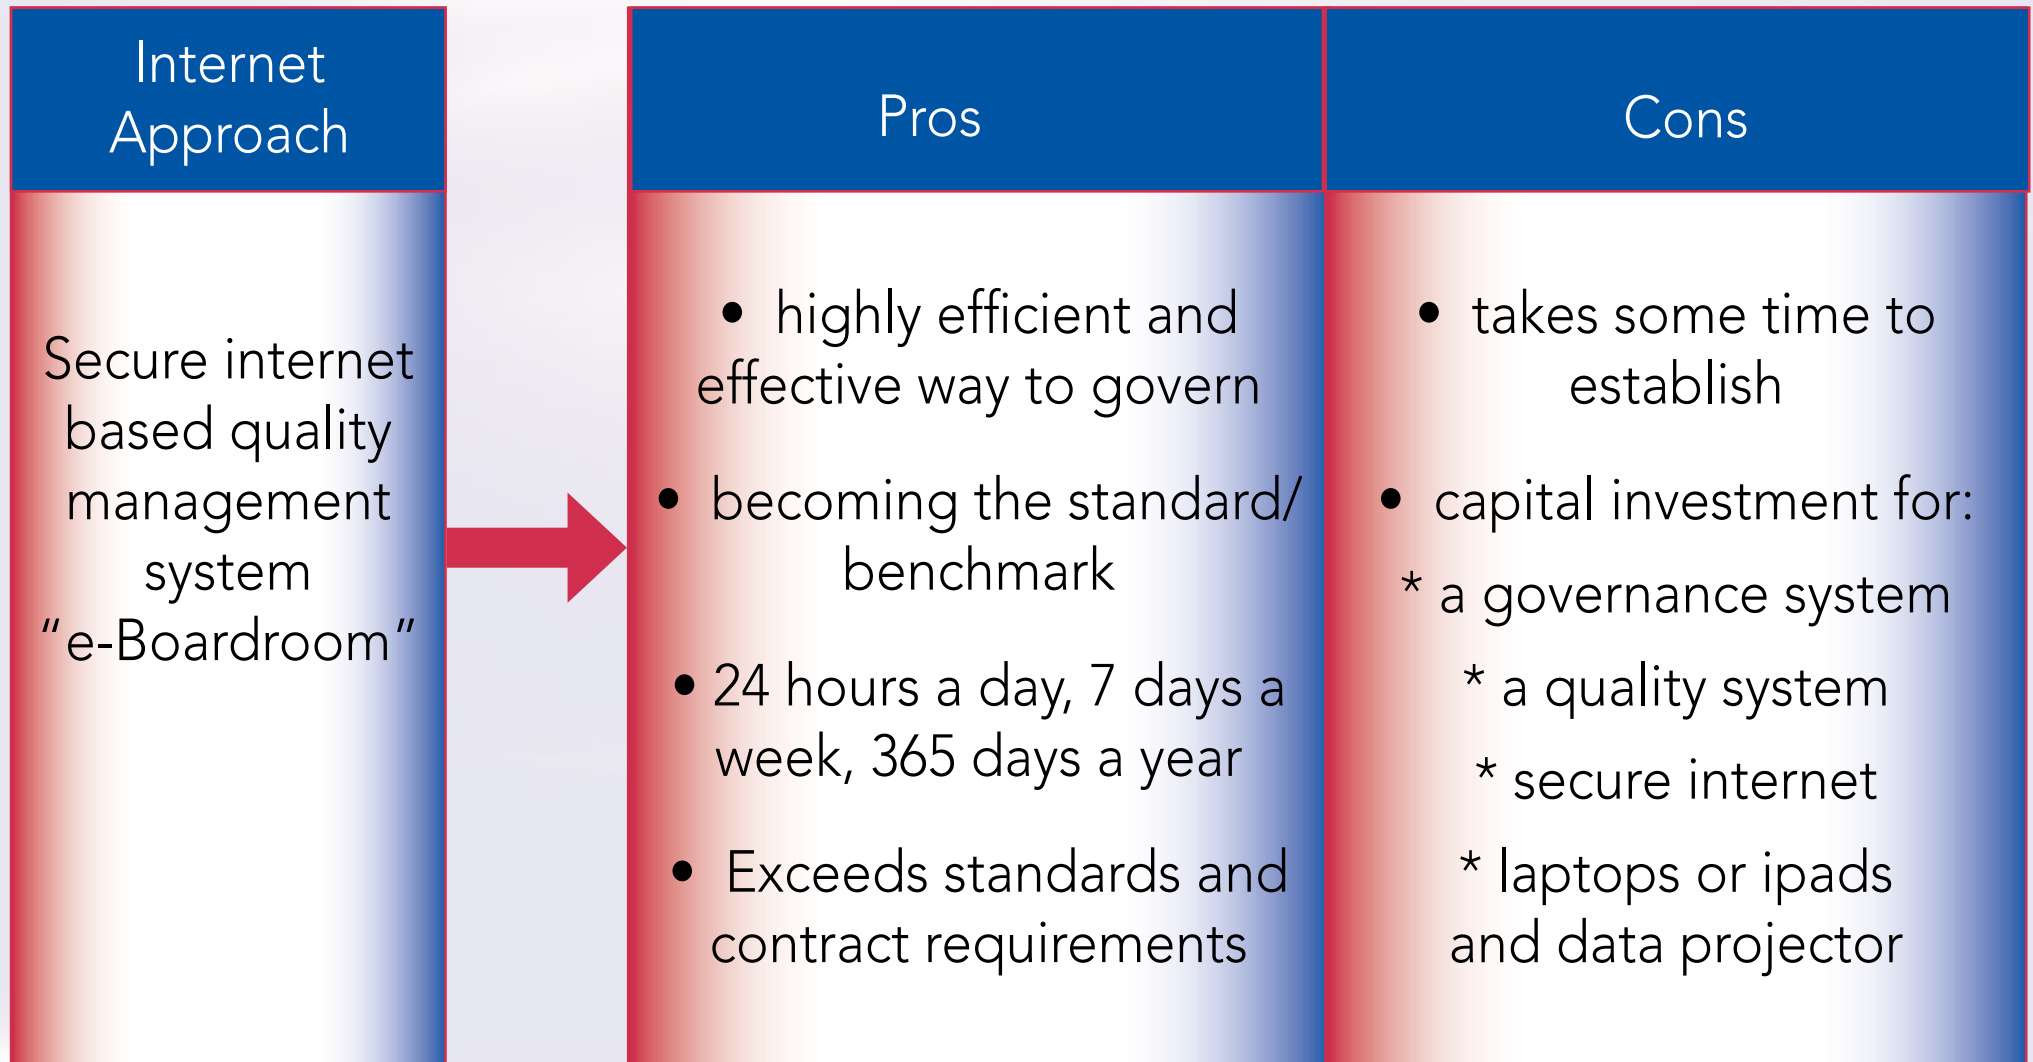 Internet
Approach
Secure internet
based quality
management
system
“e-Boardroom”
Pros
• highly efficient and
effective way to govern
• becoming the standard/
benchmark
• 24 hours a day, 7 days a
week, 365 days a year
• Exceeds standards and
contract requirements
Cons
• takes some time to
establish
• capital investment for:
* a governance system
* a quality system
* secure internet
* laptops or ipads
and data projector